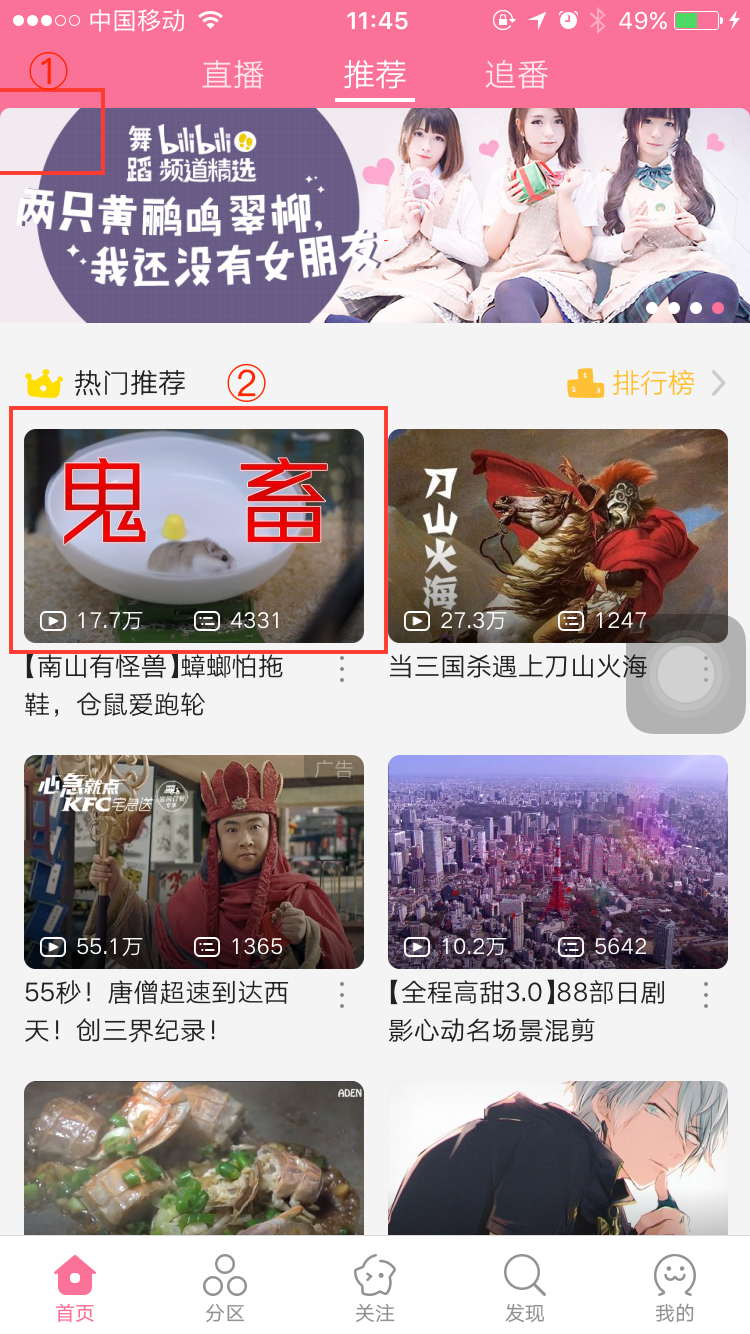 中国移动 11:45 49%
①
直播 推荐 追番
舞蹈 bilibili 频道精选
两只黄鹂鸣翠柳,
我还没有女朋友
热门推荐 ② 排行榜
鬼 畜
17.7万 4331
刀山火海
27.3万 1247
【南山有怪兽】蟑螂怕拖
鞋，仓鼠爱跑轮
当三国杀遇上刀山火海
心急就点
KFC宅急送
广告
55.1万 1365
10.2万 5642
55秒！唐僧超速到达西
天！创三界纪录！
【全程高甜3.0】88部日剧
影心动名场景混剪
ADEN
首页 分区 关注 发现 我的